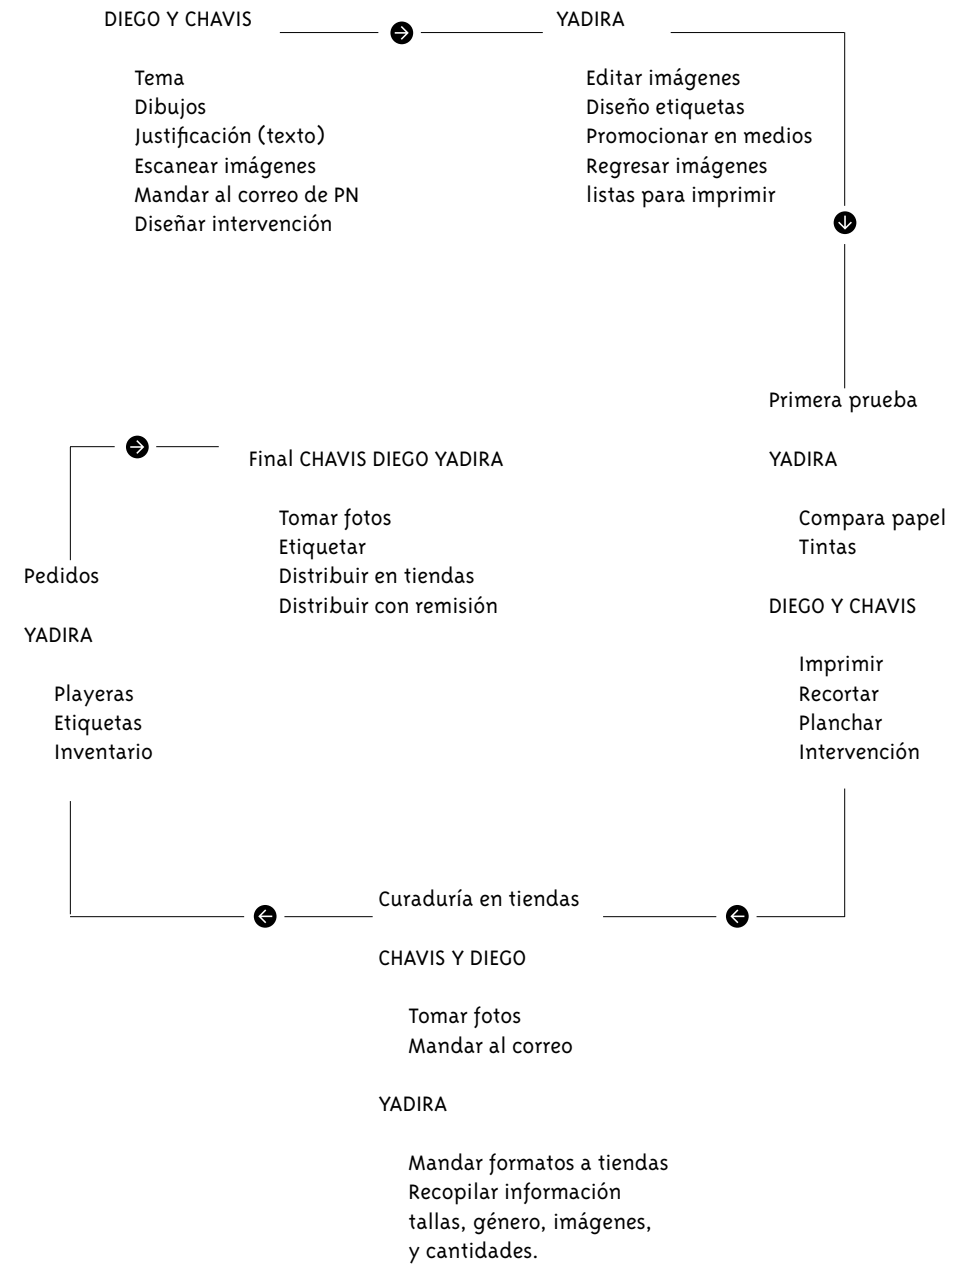 DIEGO Y CHAVIS
Tema
Dibujos
Justificación (texto)
Escanear imágenes
Mandar al correo de PN
Diseñar intervención
YADIRA
Editar imágenes
Diseño etiquetas
Promocionar en medios
Regresar imágenes
listas para imprimir
Primera prueba
YADIRA
Compara papel
Tintas
DIEGO Y CHAVIS
Imprimir
Recortar
Planchar
Intervención
Curaduría en tiendas
CHAVIS Y DIEGO
Tomar fotos
Mandar al correo
YADIRA
Mandar formatos a tiendas
Recopilar información
tallas, género, imágenes,
y cantidades.
Pedidos
YADIRA
Playeras
Etiquetas
Inventario
Final CHAVIS DIEGO YADIRA
Tomar fotos
Etiquetar
Distribuir en tiendas
Distribuir con remisión